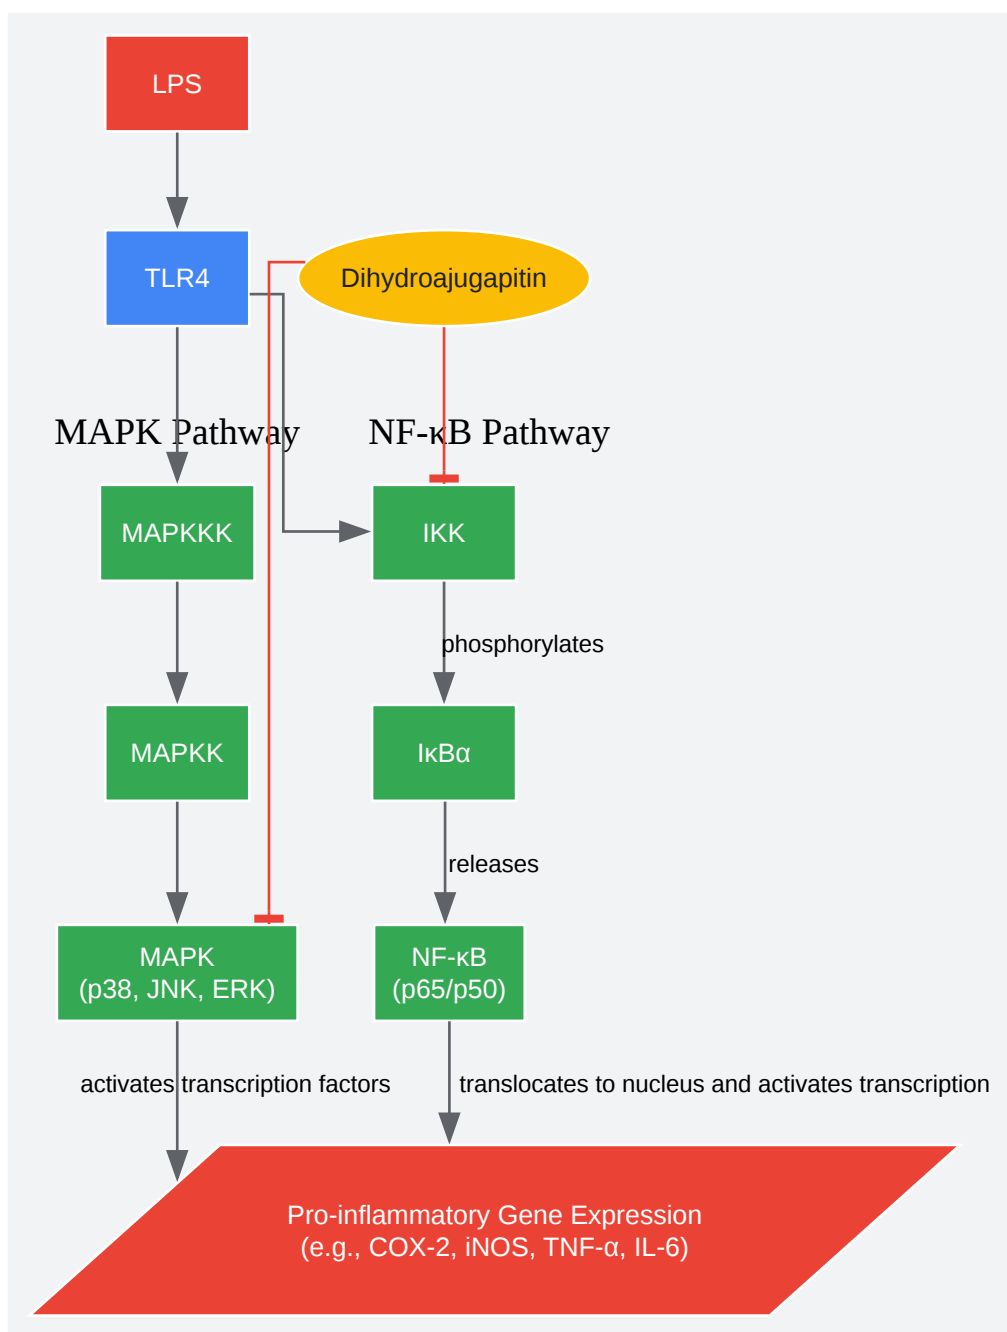 LPS
TLR4
Dihydroajugapitin
MAPK Pathway
NF-κB Pathway
MAPKKK
IKK
phosphorylates
MAPKK
IκBα
releases
MAPK
(p38, JNK, ERK)
NF-κB
(p65/p50)
activates transcription factors
translocates to nucleus and activates transcription
Pro-inflammatory Gene Expression
(e.g., COX-2, iNOS, TNF-α, IL-6)